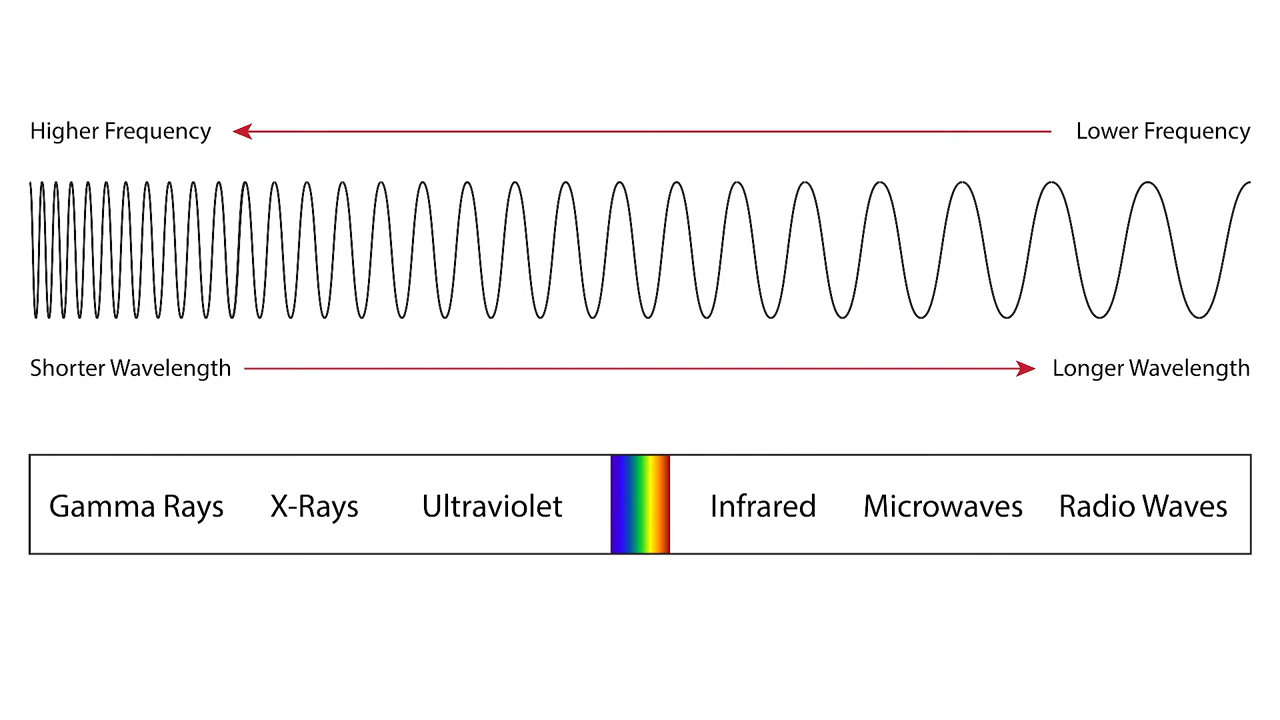 Higher Frequency Lower Frequency
Shorter Wavelength Longer Wavelength
Gamma Rays X-Rays Ultraviolet Infrared Microwaves Radio Waves